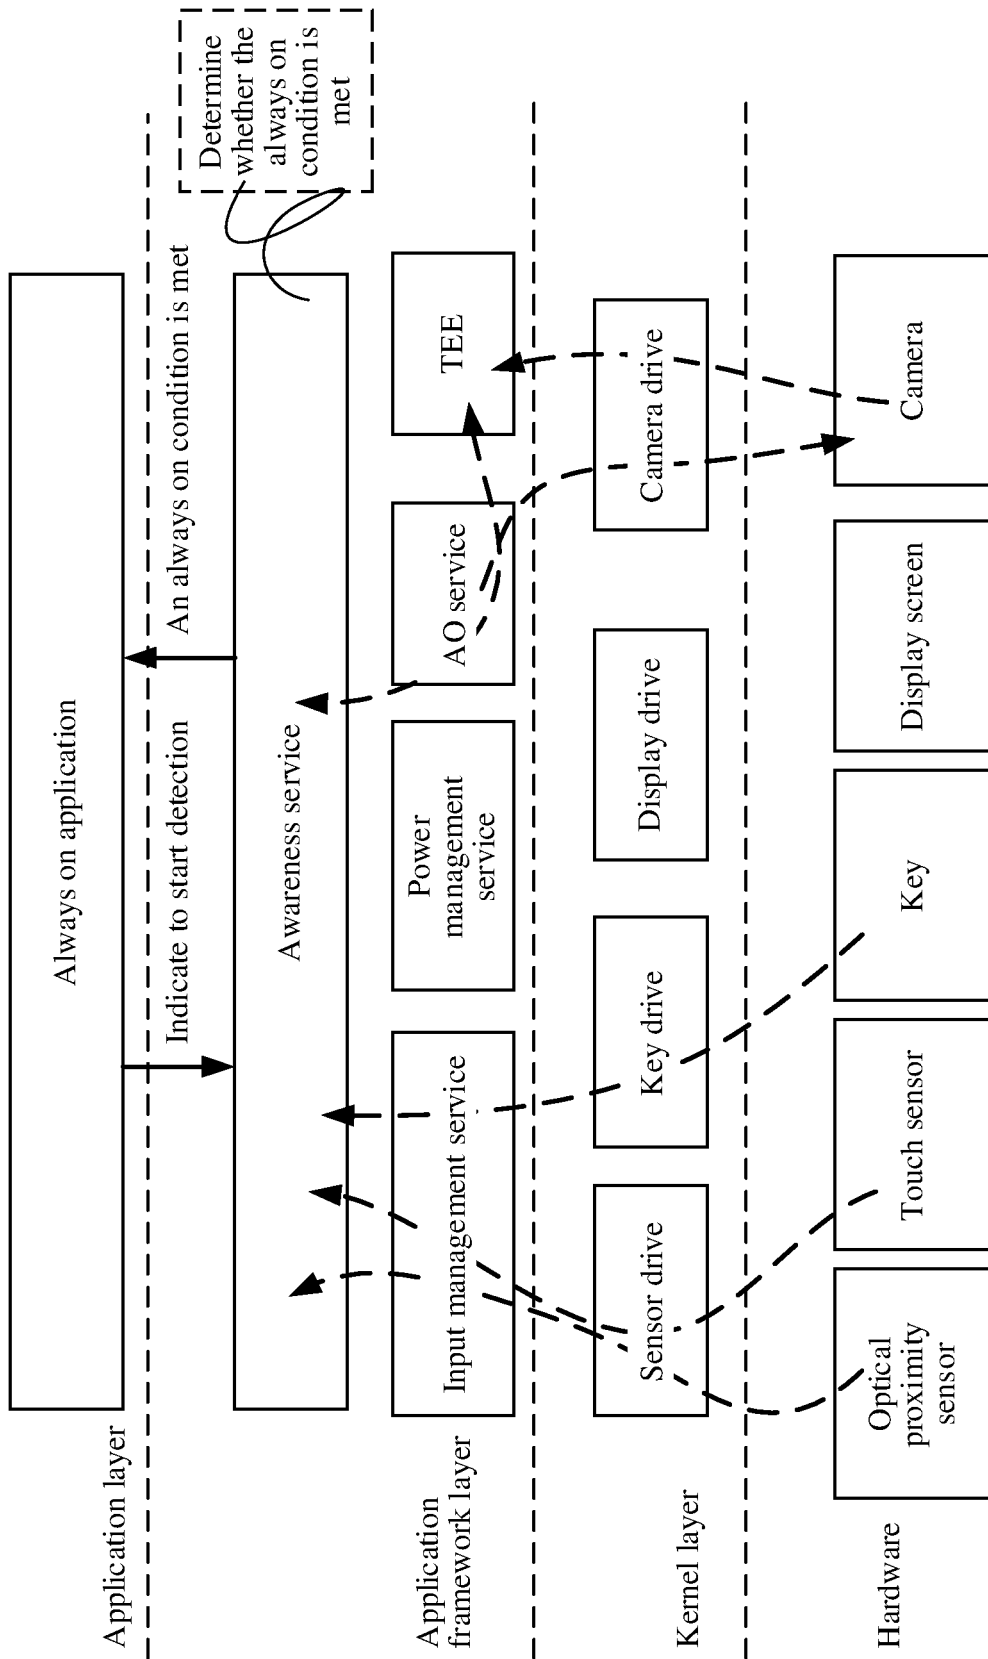 Application layer
Always on application
Indicate to start detection
An always on condition is met
Determine
whether the
always on
condition is
met
Awareness service
Application
framework layer
Input management service
Power
management
service
AO service
TEE
Kernel layer
Sensor drive
Key drive
Display drive
Camera drive
Hardware
Optical
proximity
sensor
Touch sensor
Key
Display screen
Camera